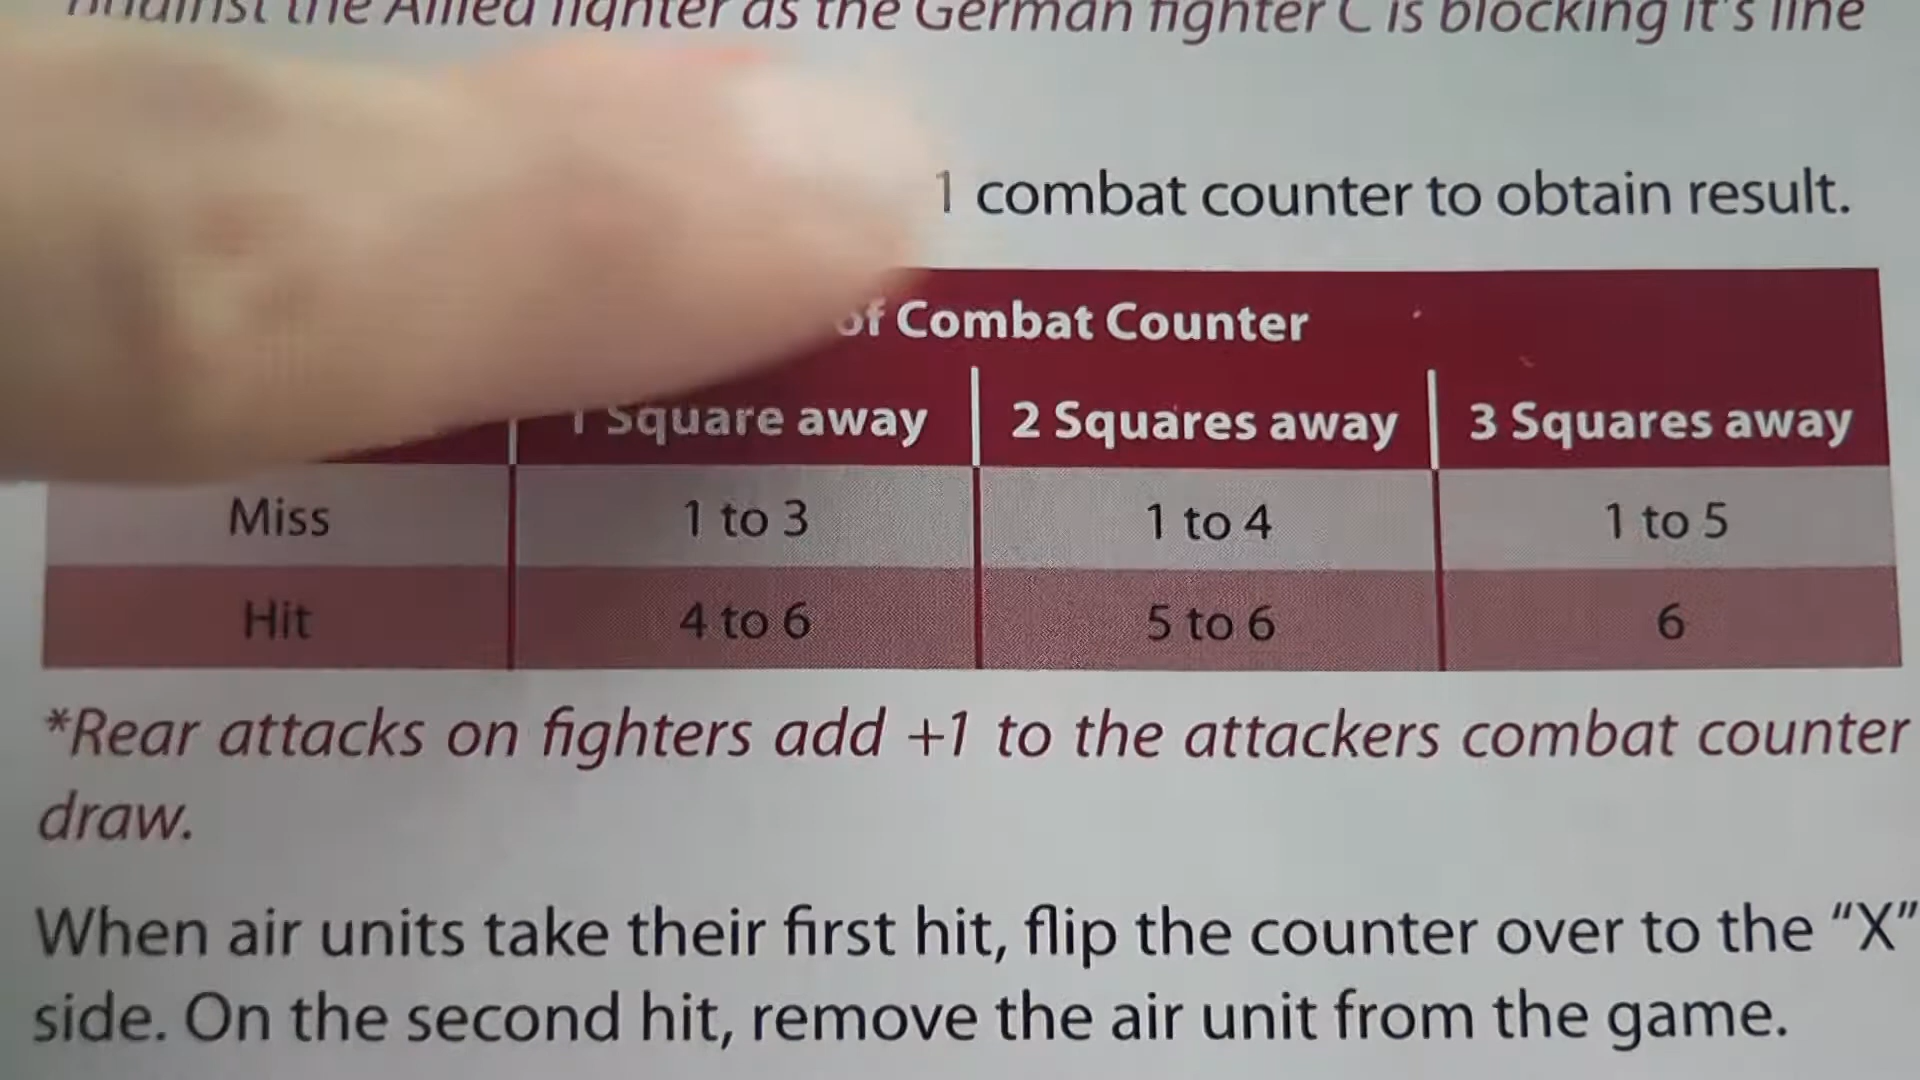 against the Allied fighter as the German fighter C is blocking it's line
1 combat counter to obtain result.
of Combat Counter
1 Square away 2 Squares away 3 Squares away
Miss 1 to 3 1 to 4 1 to 5
Hit 4 to 6 5 to 6 6
*Rear attacks on fighters add +1 to the attackers combat counter
draw.
When air units take their first hit, flip the counter over to the “X”
side. On the second hit, remove the air unit from the game.